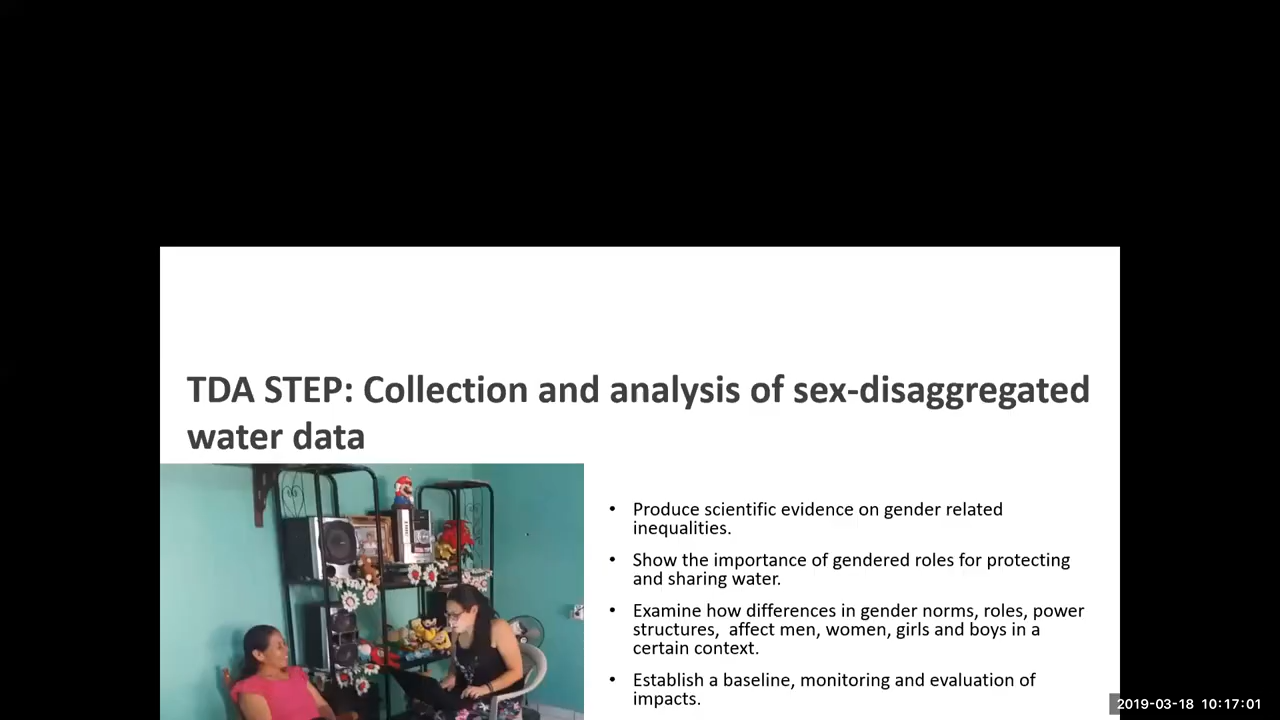 TDA STEP: Collection and analysis of sex-disaggregated
water data
• Produce scientific evidence on gender related
inequalities.
• Show the importance of gendered roles for protecting
and sharing water.
• Examine how differences in gender norms, roles, power
structures,  affect men, women, girls and boys in a
certain context.
• Establish a baseline, monitoring and evaluation of
impacts.
2019-03-18 10:17:01